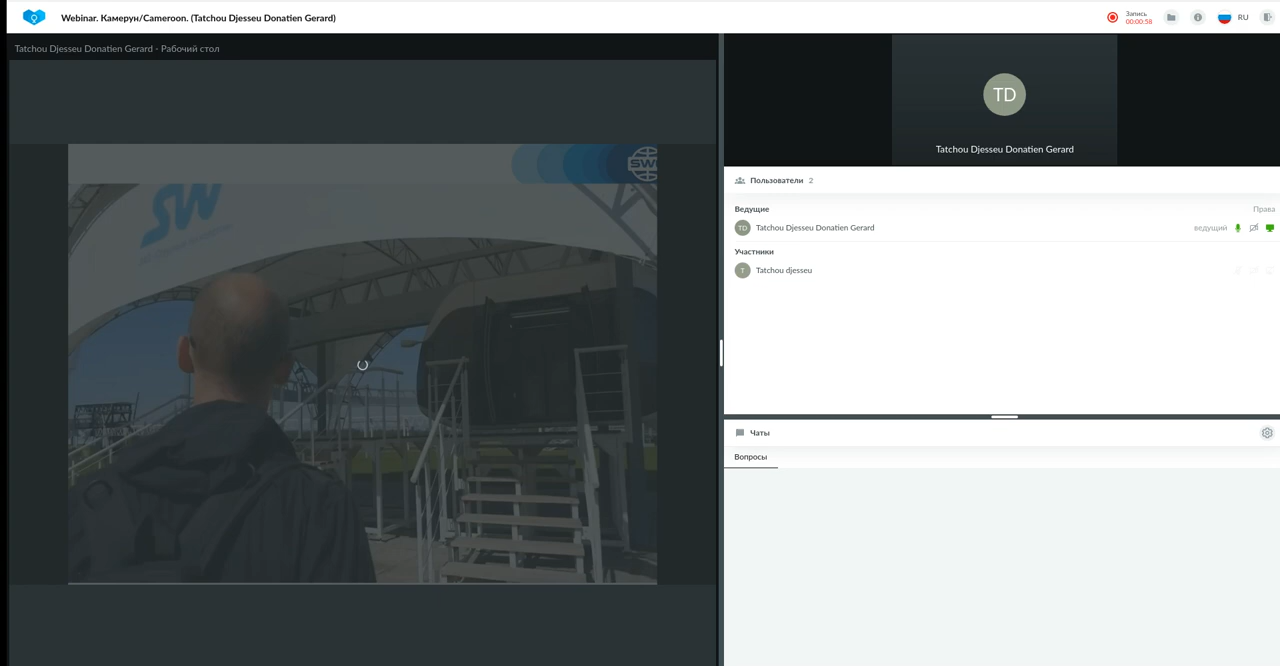 Webinar. Камерун/Cameroon. (Tatchou Djesseu Donatien Gerard)
Запись
00:00:58
RU
Tatchou Djesseu Donatien Gerard - Рабочий стол
SW
TD
Tatchou Djesseu Donatien Gerard
Пользователи 2
Ведущие
Права
TD Tatchou Djesseu Donatien Gerard ведущий
Участники
T Tatchou djesseu
Чаты
Вопросы